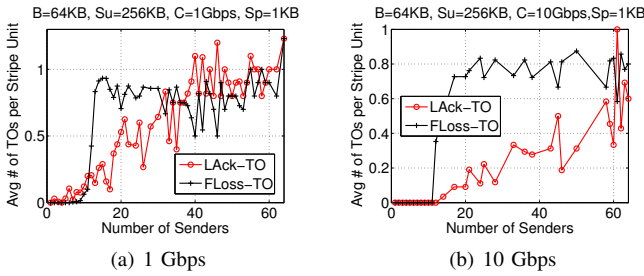 B=64KB, Su=256KB, C=1Gbps, Sp=1KB
Avg # of TOs per Stripe Unit
1
0.5
0
0 20 40 60
Number of Senders
LAck-TO
FLoss-TO
(a) 1 Gbps
B=64KB, Su=256KB, C=10Gbps,Sp=1KB
Avg # of TOs per Stripe Unit
1
0.8
0.6
0.4
0.2
0
0 20 40 60
Number of Senders
LAck-TO
FLoss-TO
(b) 10 Gbps